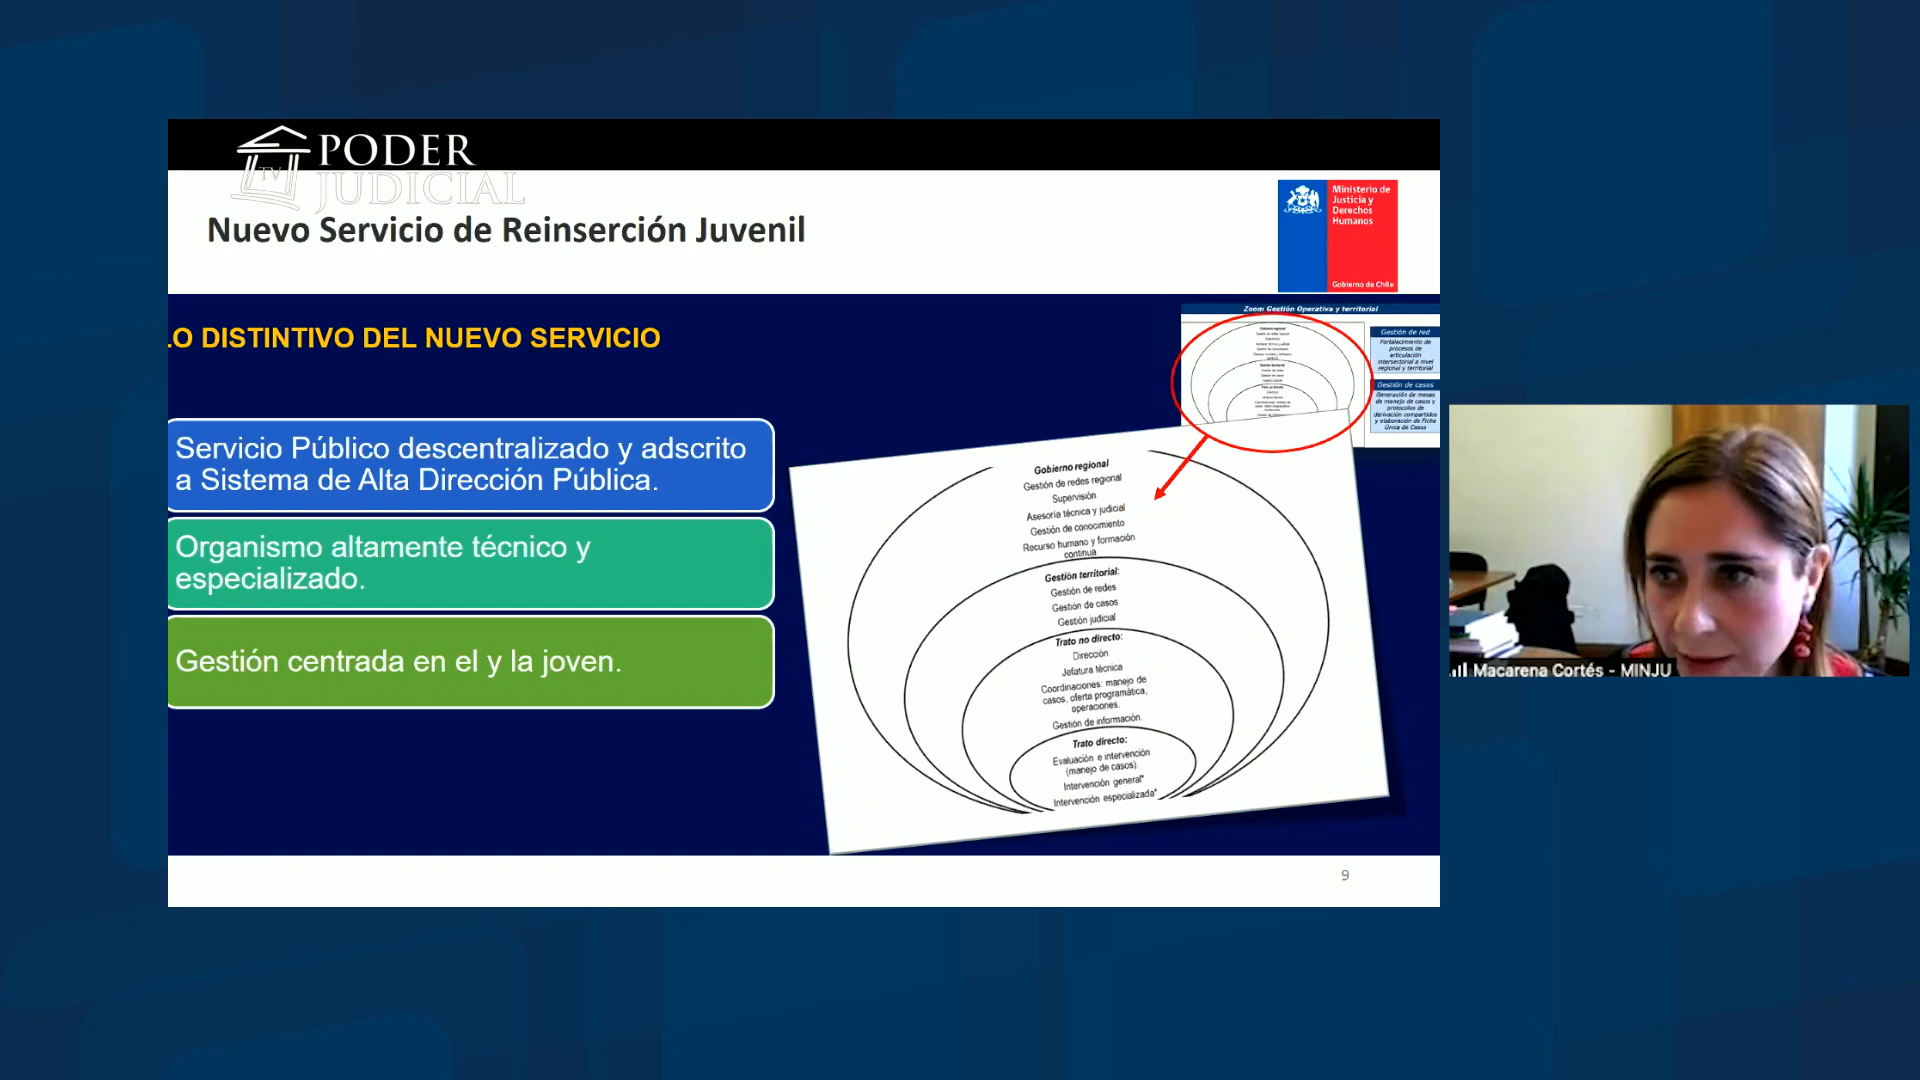 PODER
JUDICIAL
TV
Nuevo Servicio de Reinserción Juvenil
Ministerio de
Justicia y
Derechos
Humanos
Gobierno de Chile
LO DISTINTIVO DEL NUEVO SERVICIO
Servicio Público descentralizado y adscrito
a Sistema de Alta Dirección Pública.
Organismo altamente técnico y
especializado.
Gestión centrada en el y la joven.
Zoom Gestión Operativa y territorial
Gestión de red
Fortalecimiento de
procesos de
articulación
intersectorial a nivel
regional y territorial
Gestión de casos
Generación de mesas
de manejo de casos y
protocolos de
derivación compartidos
y elaboración de Ficha
Única de Casos
Gobierno regional
Gestión de redes regional
Supervisión
Asesoría técnica y judicial
Gestión de conocimiento
Recurso humano y formación
continua
Gestión territorial:
Gestión de redes
Gestión de casos
Gestión judicial
Trato no directo:
Dirección
Jefatura técnica
Coordinaciones: manejo de
casos, oferta programática,
operaciones.
Gestión de información.
Trato directo:
Evaluación e intervención
(manejo de casos).
Intervención general*
Intervención especializada*
9
Macarena Cortés - MINJU